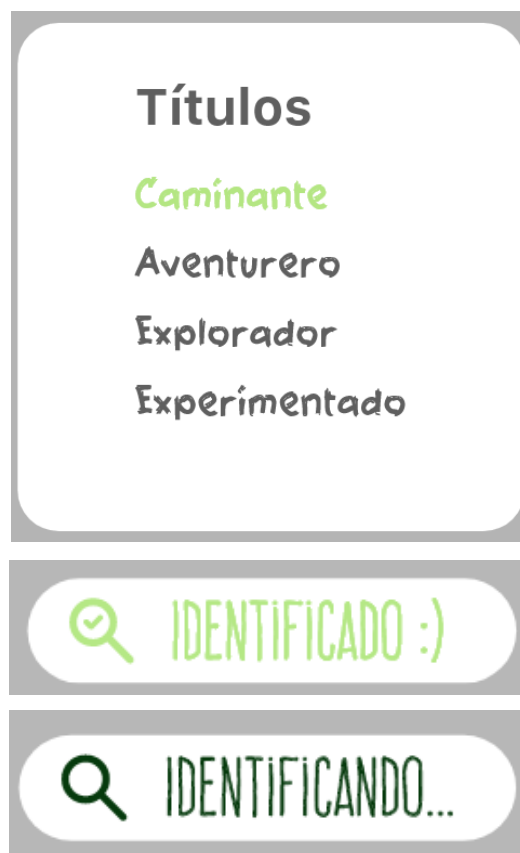 Títulos
Caminante
Aventurero
Explorador
Experimentado
IDENTIFICADO :)
IDENTIFICANDO...